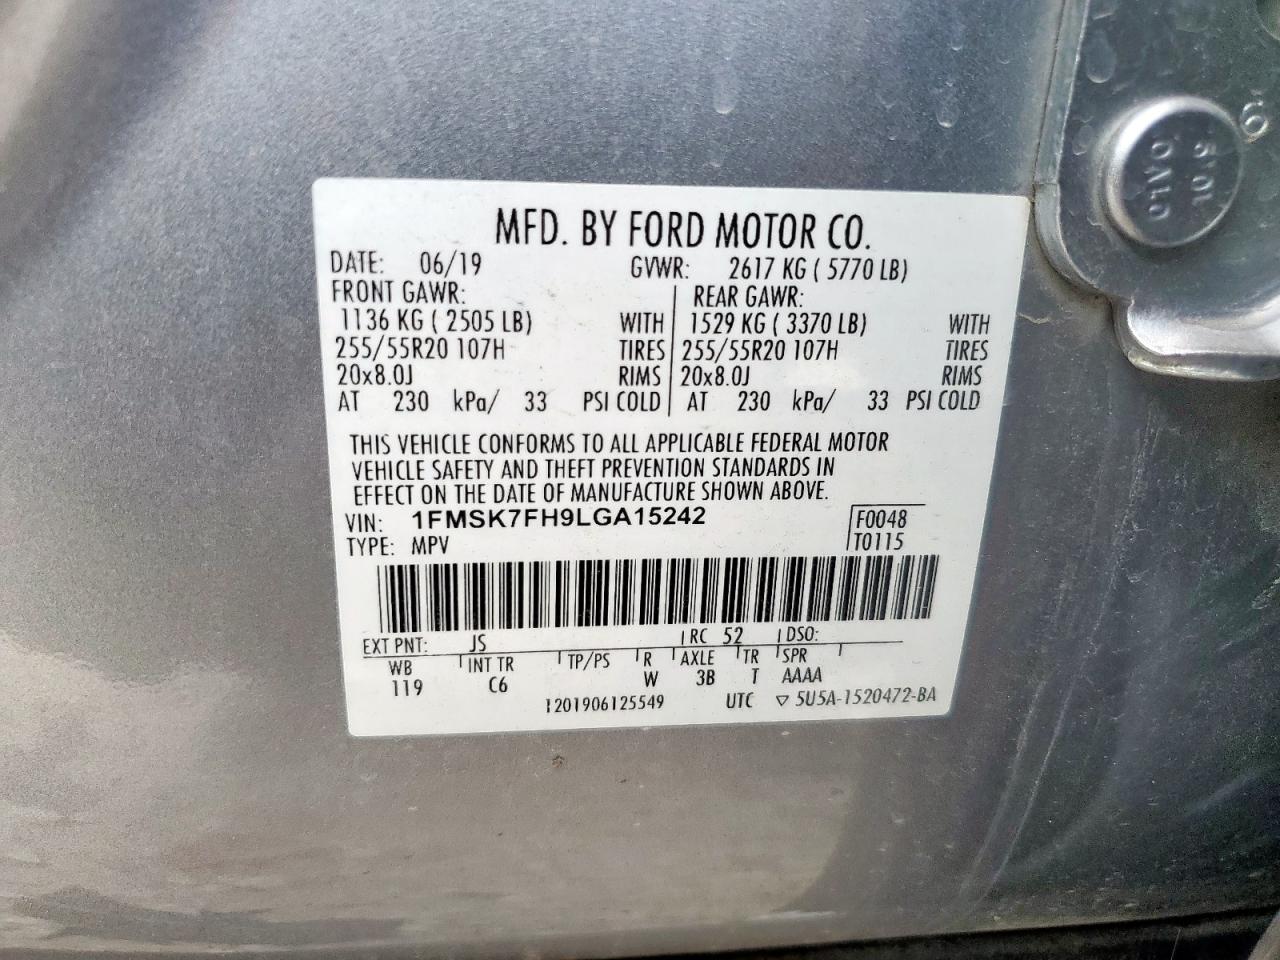 MFD. BY FORD MOTOR CO.
DATE: 06/19 GVWR: 2617 KG ( 5770 LB)
FRONT GAWR: REAR GAWR:
1136 KG ( 2505 LB) WITH 1529 KG ( 3370 LB) WITH
255/55R20 107H TIRES 255/55R20 107H TIRES
20x8.0J RIMS 20x8.0J RIMS
AT 230 kPa/ 33 PSI COLD AT 230 kPa/ 33 PSI COLD
THIS VEHICLE CONFORMS TO ALL APPLICABLE FEDERAL MOTOR
VEHICLE SAFETY AND THEFT PREVENTION STANDARDS IN
EFFECT ON THE DATE OF MANUFACTURE SHOWN ABOVE.
VIN: 1FMSK7FH9LGA15242 F0048
TYPE: MPV T0115
EXT PNT: JS RC 52 DSO:
WB INT TR TP/PS R AXLE TR SPR
119 C6 W 3B T AAAA
1201906125549 UTC ▽ 5U5A-1520472-BA